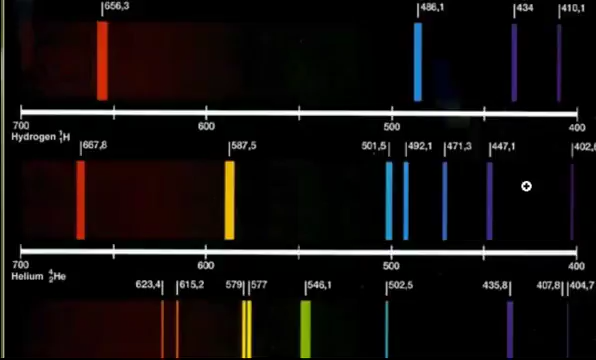 656,3 486,1 434 410,1
700 600 500 400
Hydrogen ¹₁H
667,8 587,5 501,5 492,1 471,3 447,1 402,6
700 600 500 400
Helium ⁴₂He
623,4 615,2 579 577 546,1 502,5 435,8 407,8 404,7